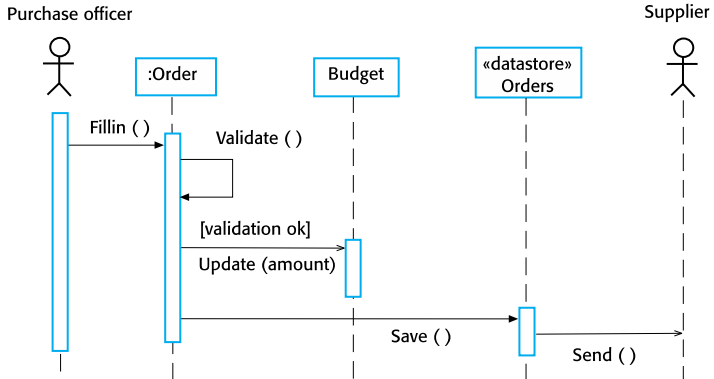 Purchase officer
Supplier
:Order
Budget
«datastore»
Orders
Fillin ( )
Validate ( )
[validation ok]
Update (amount)
Save ( )
Send ( )